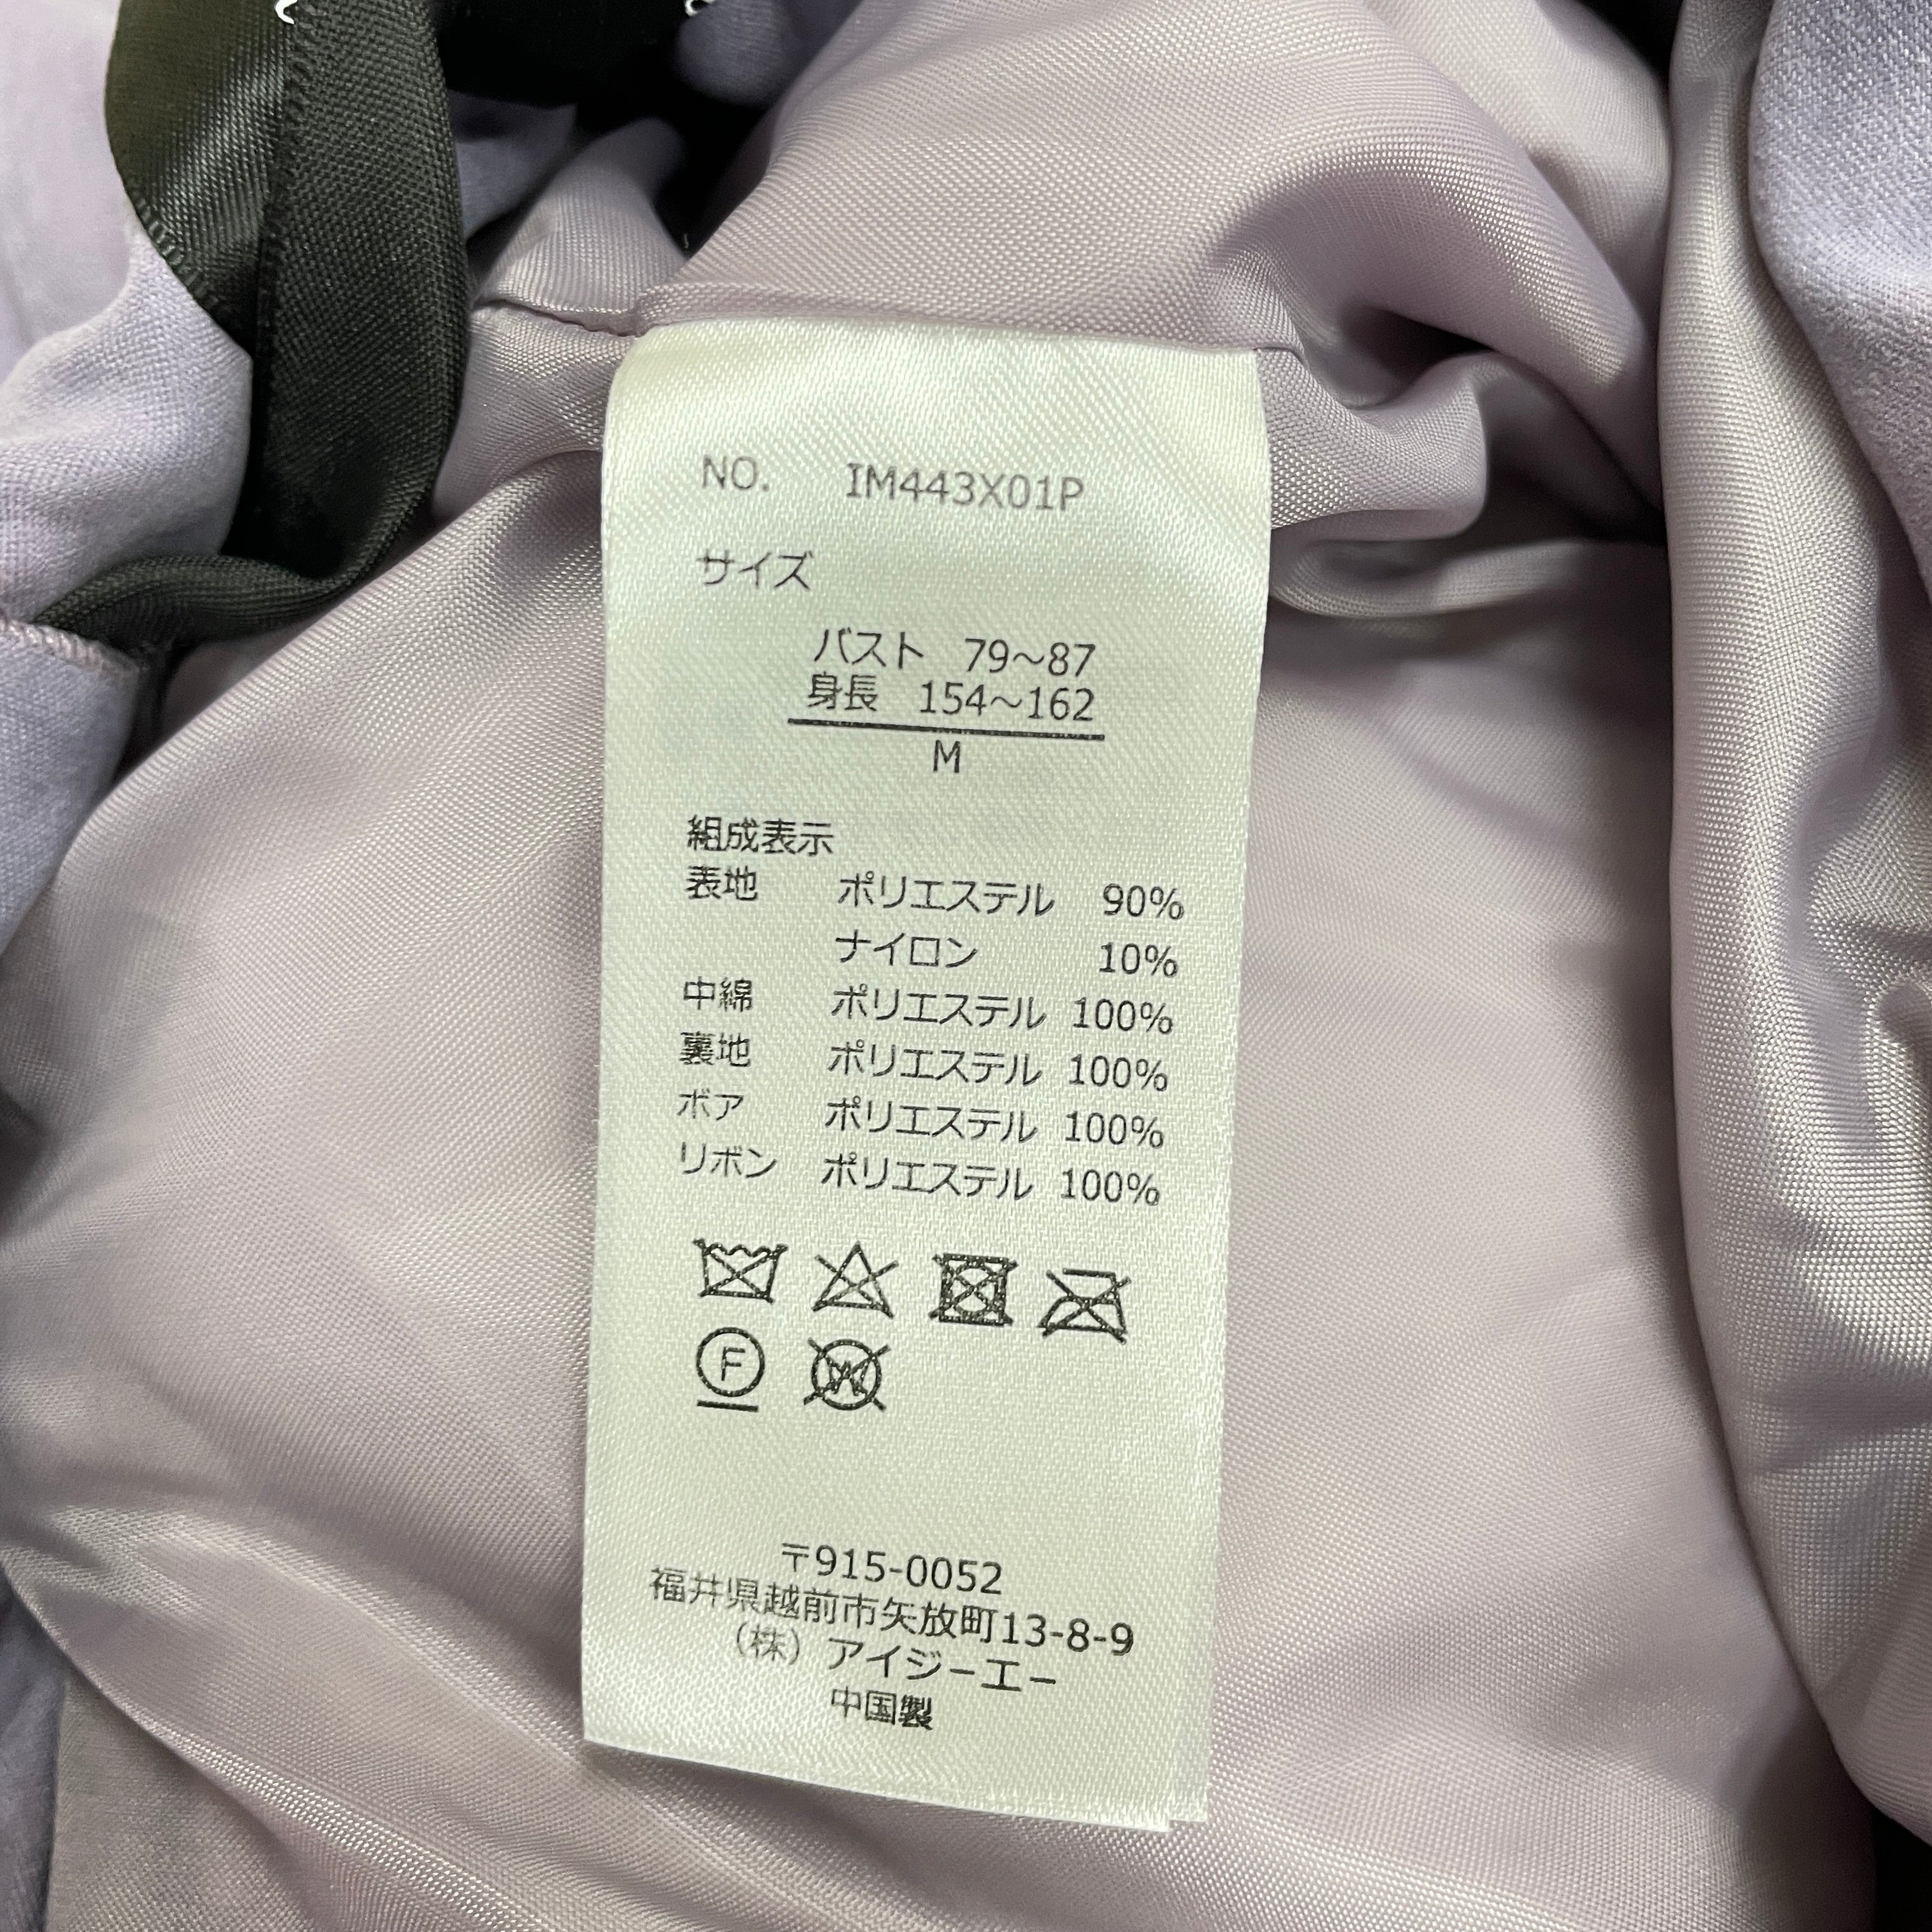 NO. IM443X01P
サイズ
バスト 79～87
身長 154～162
M
組成表示
表地 ポリエステル 90%
ナイロン 10%
中綿 ポリエステル 100%
裏地 ポリエステル 100%
ボア ポリエステル 100%
リボン ポリエステル 100%
F
W
〒915-0052
福井県越前市矢放町13-8-9
（株）アイジーエー
中国製